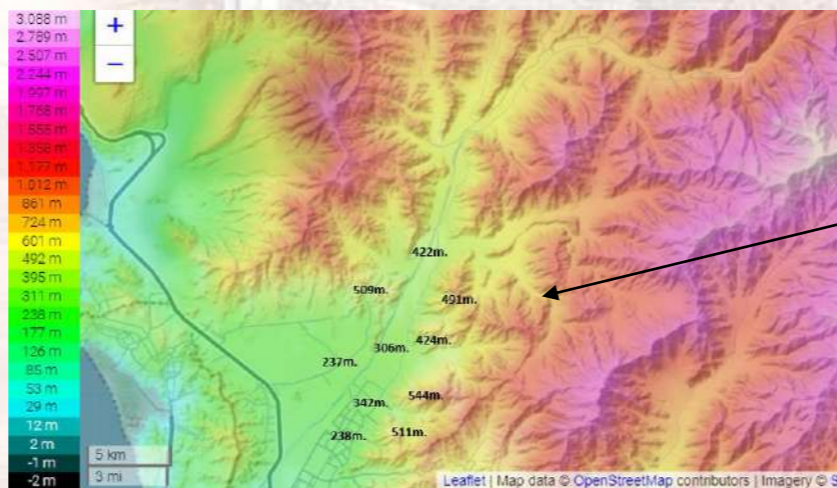 3.088 m
2.789 m
2.507 m
2.244 m
1.997 m
1.768 m
1.555 m
1.358 m
1.177 m
1.012 m
861 m
724 m
601 m
492 m
395 m
311 m
238 m
177 m
126 m
85 m
53 m
29 m
12 m
2 m
-1 m
-2 m
+
−
422m.
509m.
491m.
306m.
424m.
237m.
342m.
544m.
238m.
511m.
5 km
3 mi
Leaflet | Map data © OpenStreetMap contributors | Imagery ©